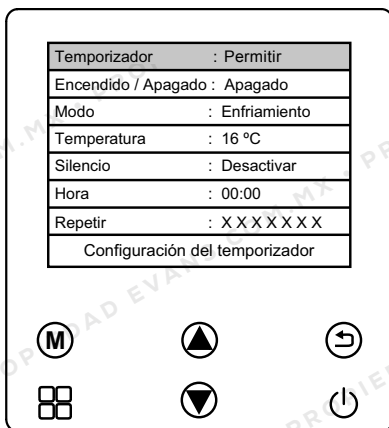 Temporizador : Permitir
Encendido / Apagado : Apagado
Modo : Enfriamiento
Temperatura : 16 ºC
Silencio : Desactivar
Hora : 00:00
Repetir : X X X X X X X
Configuración del temporizador
M